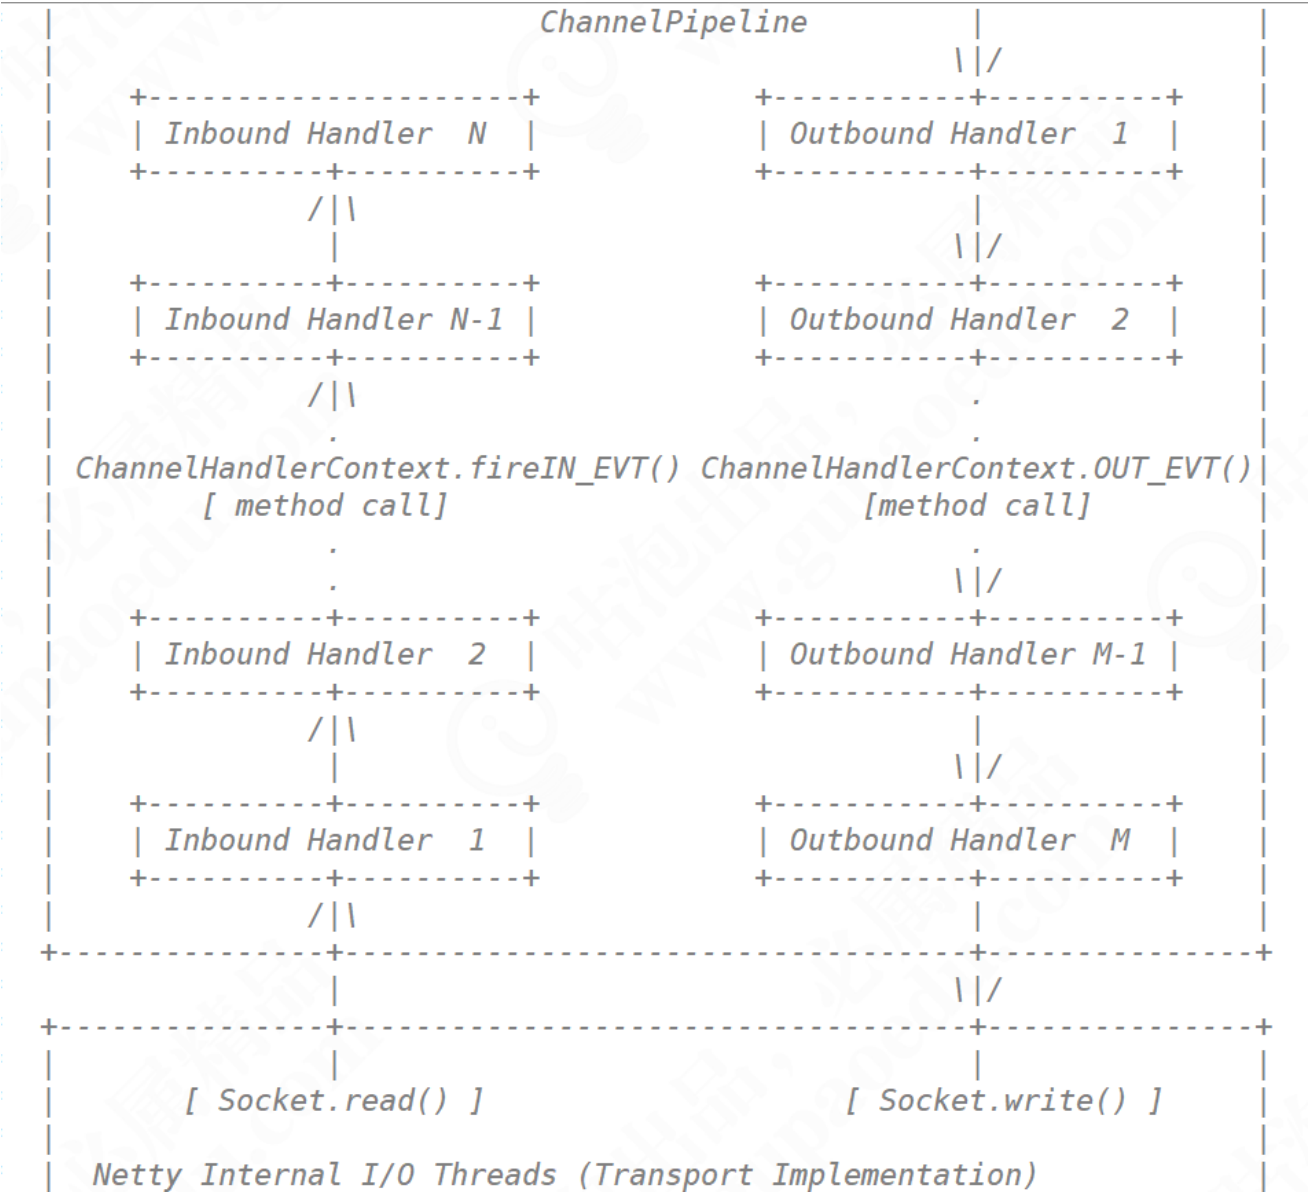 |                           ChannelPipeline         |                |
|                                                  \|/               |
|    +---------------------+            +-----------+----------+    |
|    | Inbound Handler  N  |            | Outbound Handler  1  |    |
|    +----------+----------+            +-----------+----------+    |
|              /|\                                  |               |
|               |                                  \|/              |
|    +----------+----------+            +-----------+----------+    |
|    | Inbound Handler N-1 |            | Outbound Handler  2  |    |
|    +----------+----------+            +-----------+----------+    |
|              /|\                                  .               |
|               .                                   .               |
| ChannelHandlerContext.fireIN_EVT() ChannelHandlerContext.OUT_EVT()|
|        [ method call]                       [method call]         |
|               .                                   .               |
|               .                                  \|/              |
|    +----------+----------+            +-----------+----------+    |
|    | Inbound Handler  2  |            | Outbound Handler M-1 |    |
|    +----------+----------+            +-----------+----------+    |
|              /|\                                  |               |
|               |                                  \|/              |
|    +----------+----------+            +-----------+----------+    |
|    | Inbound Handler  1  |            | Outbound Handler  M  |    |
|    +----------+----------+            +-----------+----------+    |
|              /|\                                  |               |
+---------------+-----------------------------------+---------------+
                |                                  \|/
+---------------+-----------------------------------+---------------+
|               |                                   |               |
|       [ Socket.read() ]                    [ Socket.write() ]     |
|                                                                   |
|  Netty Internal I/O Threads (Transport Implementation)            |